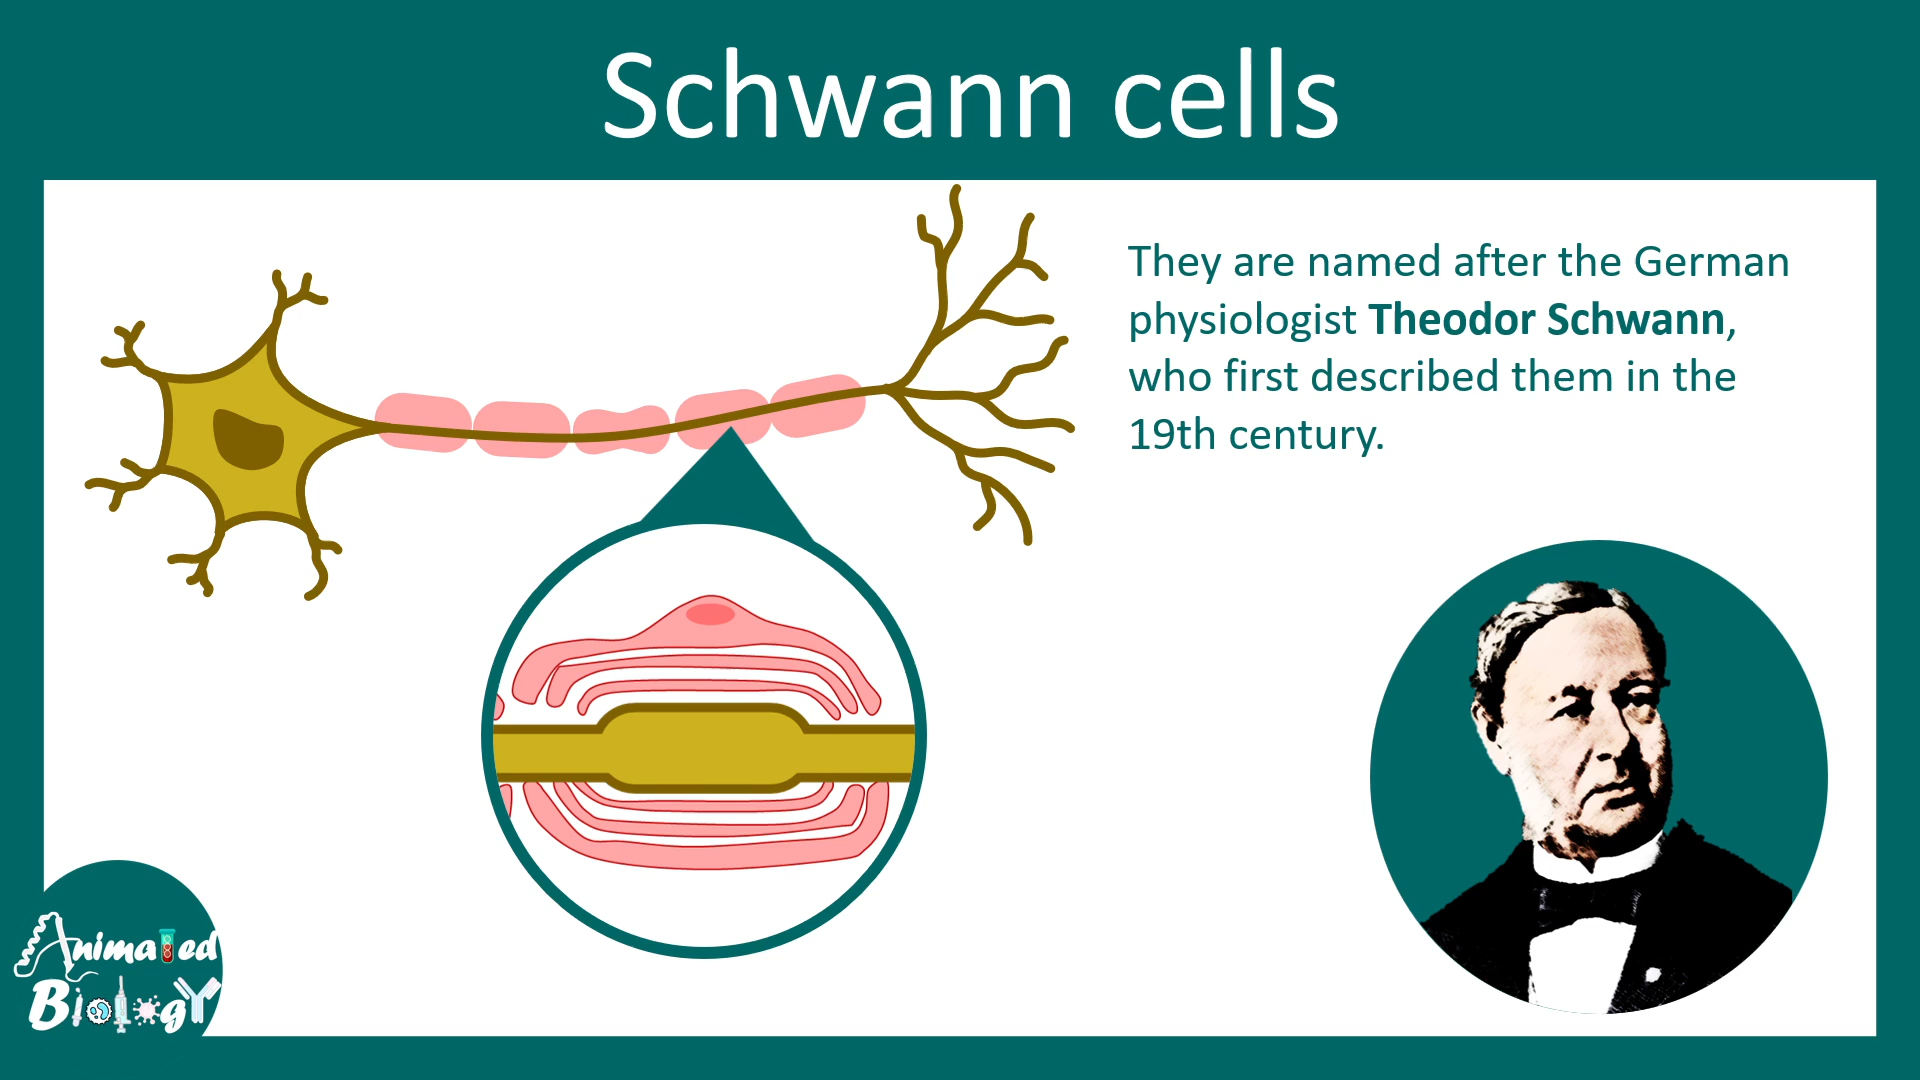 Schwann cells
They are named after the German
physiologist Theodor Schwann,
who first described them in the
19th century.
Animated
Biology